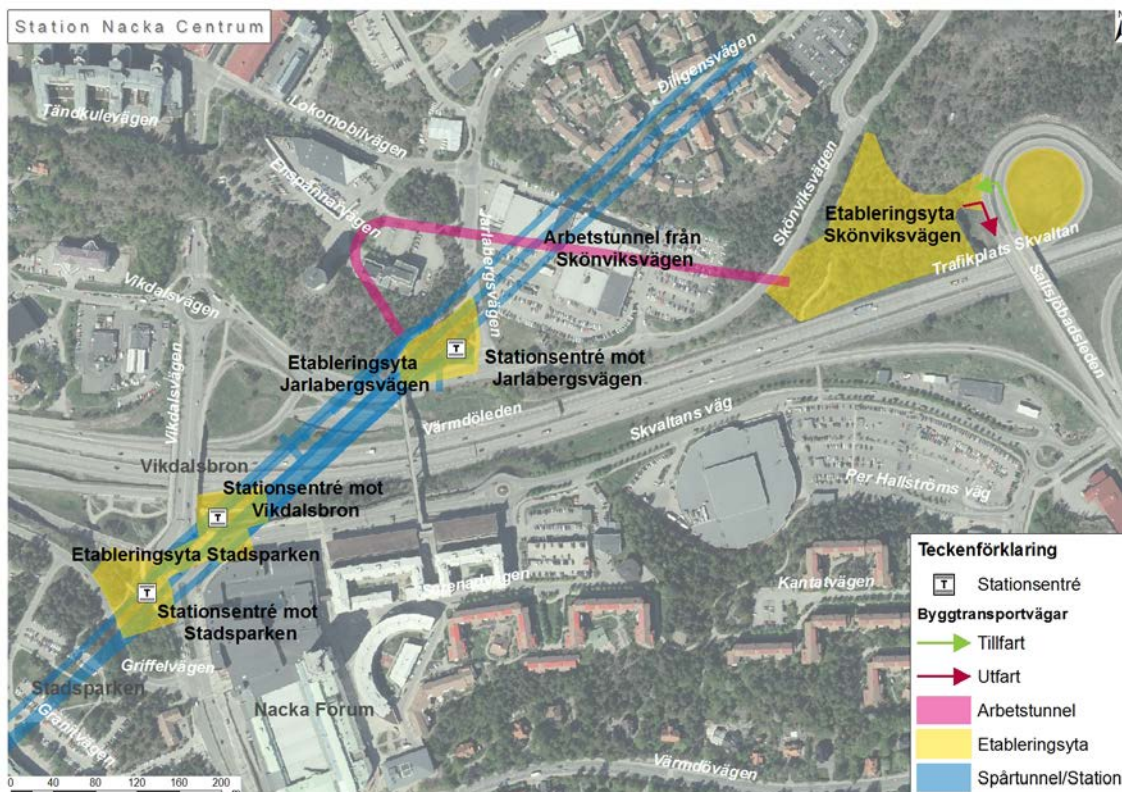 Station Nacka Centrum
N
Tändkulevägen
Lokomobilvägen
Diligensvägen
Enspännarvägen
Jarlabergsvägen
Skönviksvägen
Arbetstunnel från
Skönviksvägen
Etableringsyta
Skönviksvägen
Trafikplats Skvaltan
Saltsjöbadsleden
Vikdalsvägen
Vikdalsvägen
T
Etableringsyta
Jarlabergsvägen
Stationsentré mot
Jarlabergsvägen
Värmdöleden
Skvaltans väg
Per Hallströms väg
Vikdalsbron
Stationsentré mot
Vikdalsbron
T
Etableringsyta Stadsparken
T
Stationsentré mot
Stadsparken
Kantatvägen
Griffelvägen
Stadsparken
Granitvägen
Nacka Forum
Värmdövägen
0 40 80 120 160 200
m
Teckenförklaring
T Stationsentré
Byggtransportvägar
Tillfart
Utfart
Arbetstunnel
Etableringsyta
Spårtunnel/Station